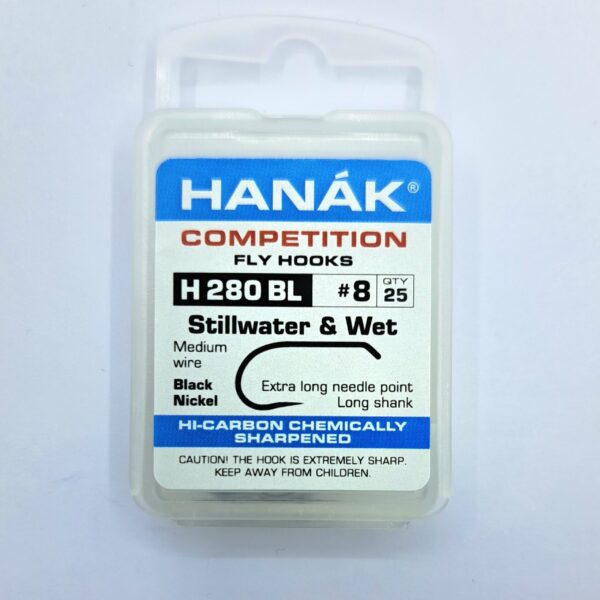 HANÁK®
COMPETITION
FLY HOOKS
H 280 BL #8 QTY 25
Stillwater & Wet
Medium
wire
Black
Nickel
Extra long needle point
Long shank
HI-CARBON CHEMICALLY
SHARPENED
CAUTION! THE HOOK IS EXTREMELY SHARP.
KEEP AWAY FROM CHILDREN.